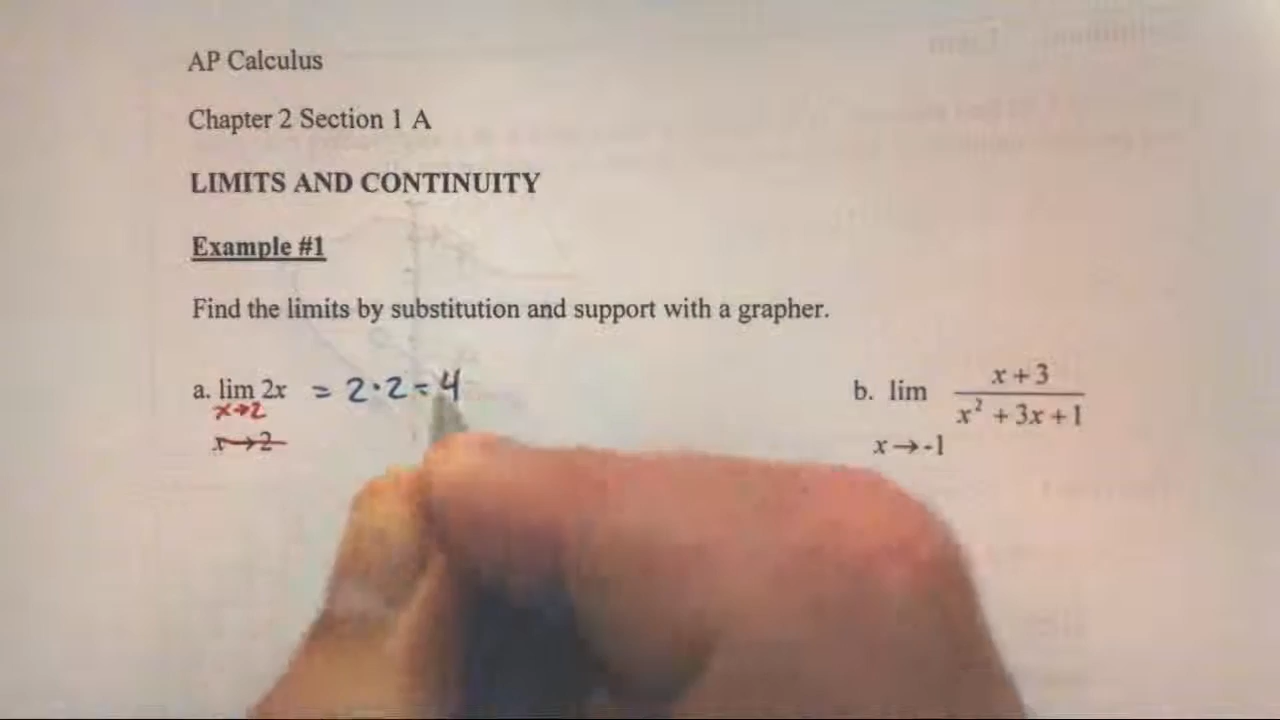 AP Calculus
Chapter 2 Section 1 A
LIMITS AND CONTINUITY
Example #1
Find the limits by substitution and support with a grapher.
a. lim 2x = 2·2 = 4
x→2
x→2
b. lim (x+3)/(x² + 3x + 1)
x→-1